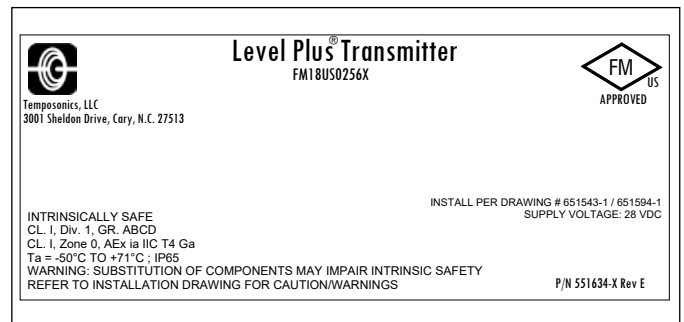 Level Plus® Transmitter
FM18US0256X
FM
US
APPROVED
Temposonics, LLC
3001 Sheldon Drive, Cary, N.C. 27513
INSTALL PER DRAWING # 651543-1 / 651594-1
SUPPLY VOLTAGE: 28 VDC
INTRINSICALLY SAFE
CL. I, Div. 1, GR. ABCD
CL. I, Zone 0, AEx ia IIC T4 Ga
Ta = -50°C TO +71°C ; IP65
WARNING: SUBSTITUTION OF COMPONENTS MAY IMPAIR INTRINSIC SAFETY
REFER TO INSTALLATION DRAWING FOR CAUTION/WARNINGS
P/N 551634-X Rev E